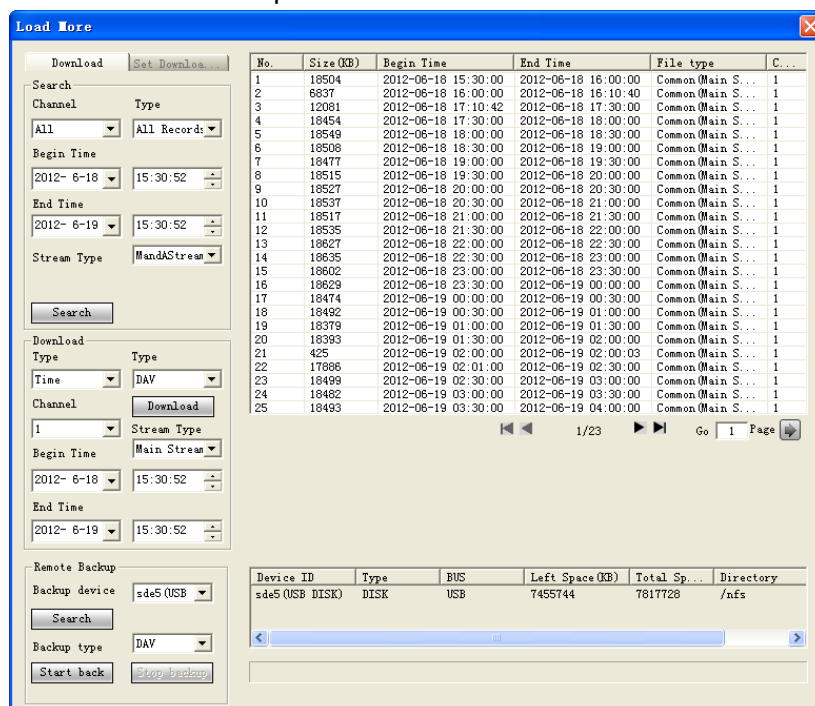 Load More
Download Set Downloa...
Search
Channel Type
All All Records
Begin Time
2012- 6-18 15:30:52
End Time
2012- 6-19 15:30:52
Stream Type MandAStream
Search
Download
Type Type
Time DAV
Channel Download
1 Stream Type
Begin Time Main Stream
2012- 6-18 15:30:52
End Time
2012- 6-19 15:30:52
Remote Backup
Backup device sde5(USB
Search
Backup type DAV
Start back Stop backup
No. Size(KB) Begin Time End Time File type C...
1 18504 2012-06-18 15:30:00 2012-06-18 16:00:00 Common(Main S... 1
2 6837 2012-06-18 16:00:00 2012-06-18 16:10:40 Common(Main S... 1
3 12081 2012-06-18 17:10:42 2012-06-18 17:30:00 Common(Main S... 1
4 18454 2012-06-18 17:30:00 2012-06-18 18:00:00 Common(Main S... 1
5 18549 2012-06-18 18:00:00 2012-06-18 18:30:00 Common(Main S... 1
6 18508 2012-06-18 18:30:00 2012-06-18 19:00:00 Common(Main S... 1
7 18477 2012-06-18 19:00:00 2012-06-18 19:30:00 Common(Main S... 1
8 18515 2012-06-18 19:30:00 2012-06-18 20:00:00 Common(Main S... 1
9 18527 2012-06-18 20:00:00 2012-06-18 20:30:00 Common(Main S... 1
10 18537 2012-06-18 20:30:00 2012-06-18 21:00:00 Common(Main S... 1
11 18517 2012-06-18 21:00:00 2012-06-18 21:30:00 Common(Main S... 1
12 18535 2012-06-18 21:30:00 2012-06-18 22:00:00 Common(Main S... 1
13 18627 2012-06-18 22:00:00 2012-06-18 22:30:00 Common(Main S... 1
14 18635 2012-06-18 22:30:00 2012-06-18 23:00:00 Common(Main S... 1
15 18602 2012-06-18 23:00:00 2012-06-18 23:30:00 Common(Main S... 1
16 18629 2012-06-18 23:30:00 2012-06-19 00:00:00 Common(Main S... 1
17 18474 2012-06-19 00:00:00 2012-06-19 00:30:00 Common(Main S... 1
18 18492 2012-06-19 00:30:00 2012-06-19 01:00:00 Common(Main S... 1
19 18379 2012-06-19 01:00:00 2012-06-19 01:30:00 Common(Main S... 1
20 18393 2012-06-19 01:30:00 2012-06-19 02:00:00 Common(Main S... 1
21 425 2012-06-19 02:00:00 2012-06-19 02:00:03 Common(Main S... 1
22 17886 2012-06-19 02:01:00 2012-06-19 02:30:00 Common(Main S... 1
23 18499 2012-06-19 02:30:00 2012-06-19 03:00:00 Common(Main S... 1
24 18482 2012-06-19 03:00:00 2012-06-19 03:30:00 Common(Main S... 1
25 18493 2012-06-19 03:30:00 2012-06-19 04:00:00 Common(Main S... 1
1/23 Go 1 Page
Device ID Type BUS Left Space(KB) Total Sp... Directory
sde5(USB DISK) DISK USB 7455744 7817728 /nfs